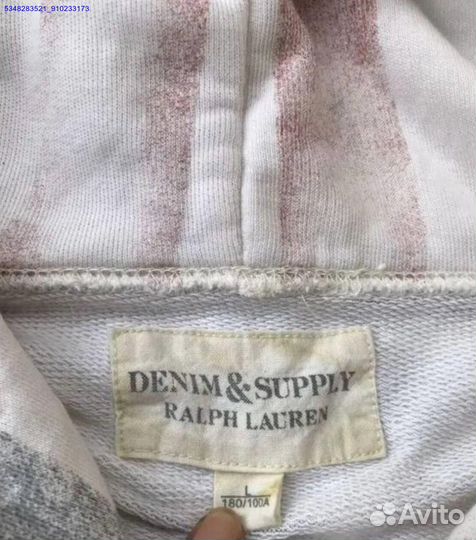 5348283521_910233173
DENIM&SUPPLY
RALPH LAUREN
L
180/100A
Avito